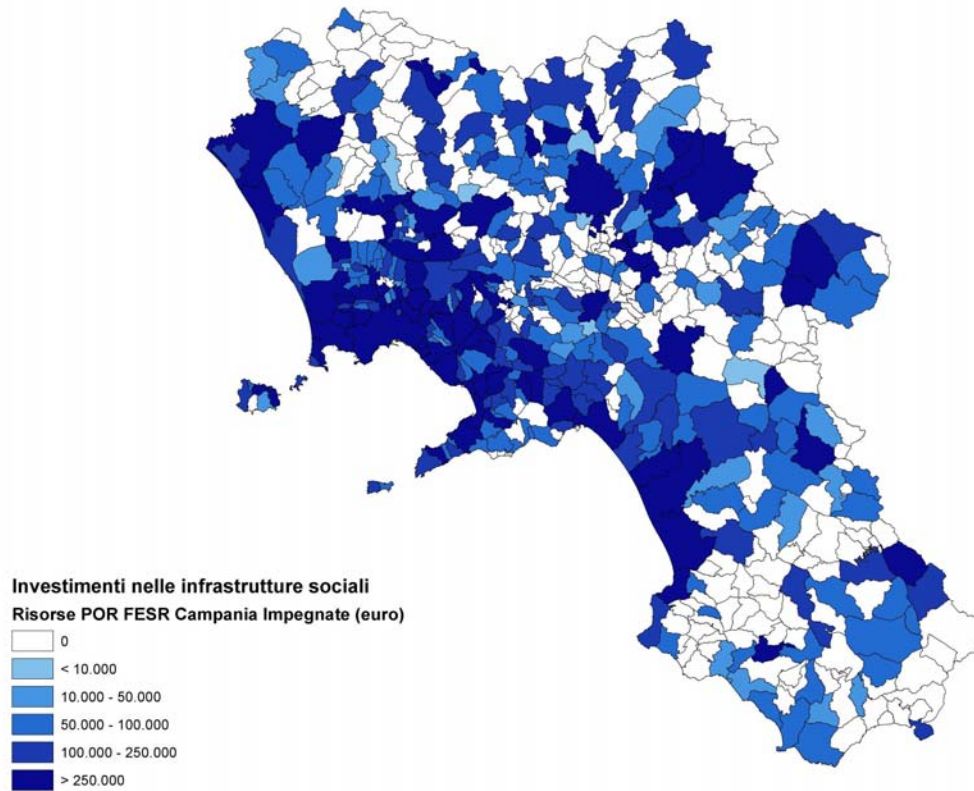 Investimenti nelle infrastrutture sociali
Risorse POR FESR Campania Impegnate (euro)
0
< 10.000
10.000 - 50.000
50.000 - 100.000
100.000 - 250.000
> 250.000